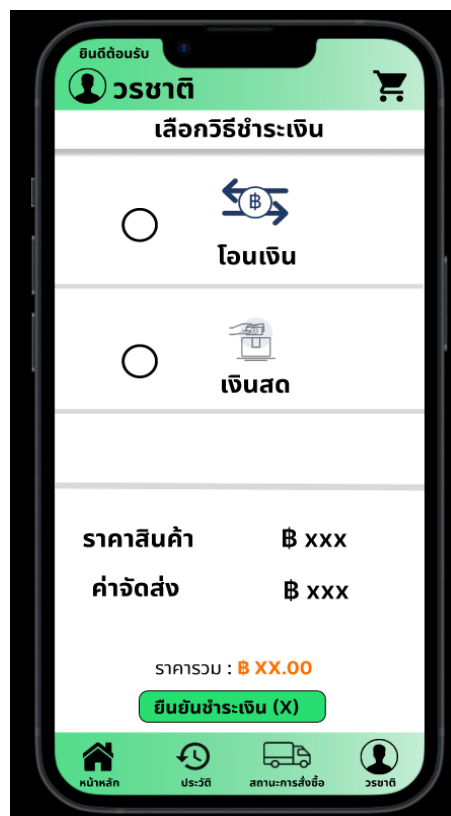 ยินดีต้อนรับ
วรชาติ
เลือกวิธีชำระเงิน
฿
โอนเงิน
เงินสด
ราคาสินค้า ฿ xxx
ค่าจัดส่ง ฿ xxx
ราคารวม : ฿ XX.00
ยืนยันชำระเงิน (X)
หน้าหลัก ประวัติ สถานะการสั่งซื้อ วรชาติ